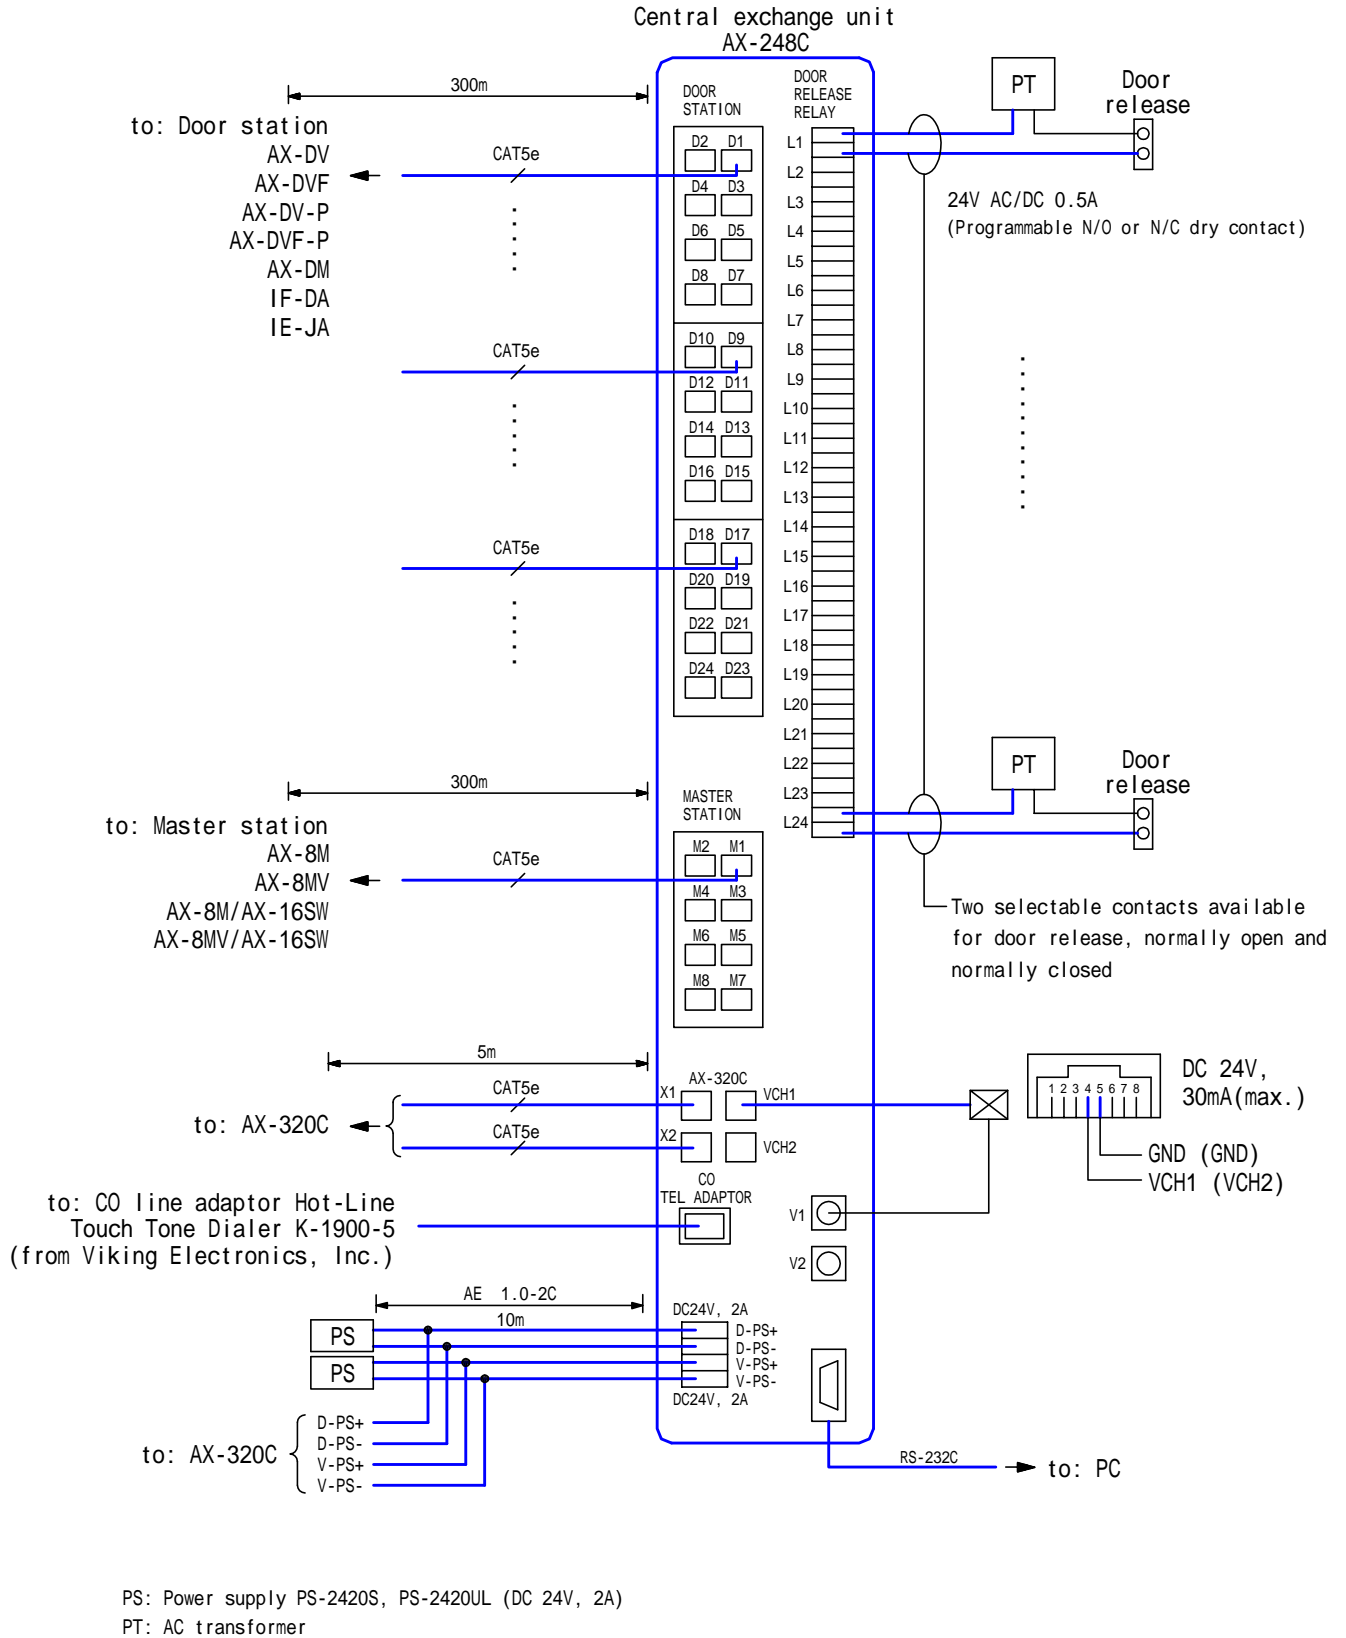 Central exchange unit
AX-248C
300m
to: Door station
AX-DV
AX-DVF
AX-DV-P
AX-DVF-P
AX-DM
IF-DA
IE-JA
CAT5e
CAT5e
CAT5e
DOOR
STATION
D2 D1
D4 D3
D6 D5
D8 D7
D10 D9
D12 D11
D14 D13
D16 D15
D18 D17
D20 D19
D22 D21
D24 D23
DOOR
RELEASE
RELAY
L1
L2
L3
L4
L5
L6
L7
L8
L9
L10
L11
L12
L13
L14
L15
L16
L17
L18
L19
L20
L21
L22
L23
L24
PT
Door
release
24V AC/DC 0.5A
(Programmable N/O or N/C dry contact)
PT
Door
release
Two selectable contacts available
for door release, normally open and
normally closed
300m
to: Master station
AX-8M
AX-8MV
AX-8M/AX-16SW
AX-8MV/AX-16SW
CAT5e
MASTER
STATION
M2 M1
M4 M3
M6 M5
M8 M7
5m
to: AX-320C
CAT5e
CAT5e
AX-320C
X1
VCH1
X2
VCH2
1 2 3 4 5 6 7 8
DC 24V,
30mA(max.)
GND (GND)
VCH1 (VCH2)
to: CO line adaptor Hot-Line
Touch Tone Dialer K-1900-5
(from Viking Electronics, Inc.)
CO
TEL ADAPTOR
V1
V2
AE 1.0-2C
10m
PS
PS
DC24V, 2A
D-PS+
D-PS-
V-PS+
V-PS-
DC24V, 2A
to: AX-320C
D-PS+
D-PS-
V-PS+
V-PS-
RS-232C
to: PC
PS: Power supply PS-2420S, PS-2420UL (DC 24V, 2A)
PT: AC transformer